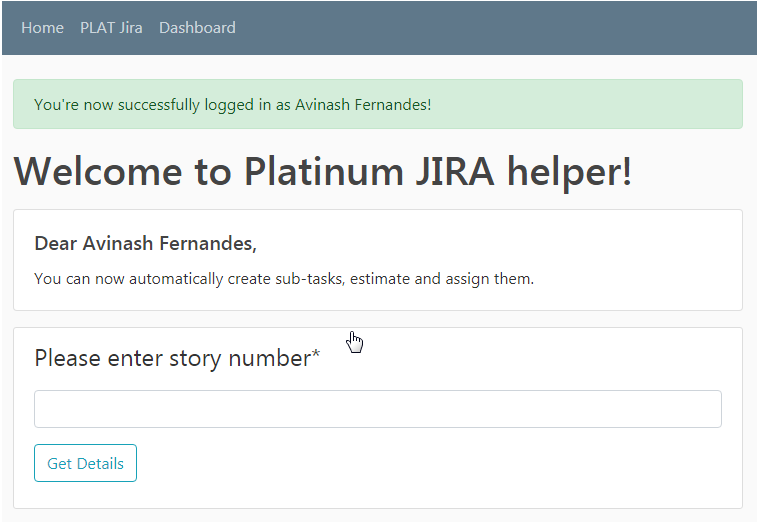 Home PLAT Jira Dashboard
You're now successfully logged in as Avinash Fernandes!
Welcome to Platinum JIRA helper!
Dear Avinash Fernandes,
You can now automatically create sub-tasks, estimate and assign them.
Please enter story number*
Get Details